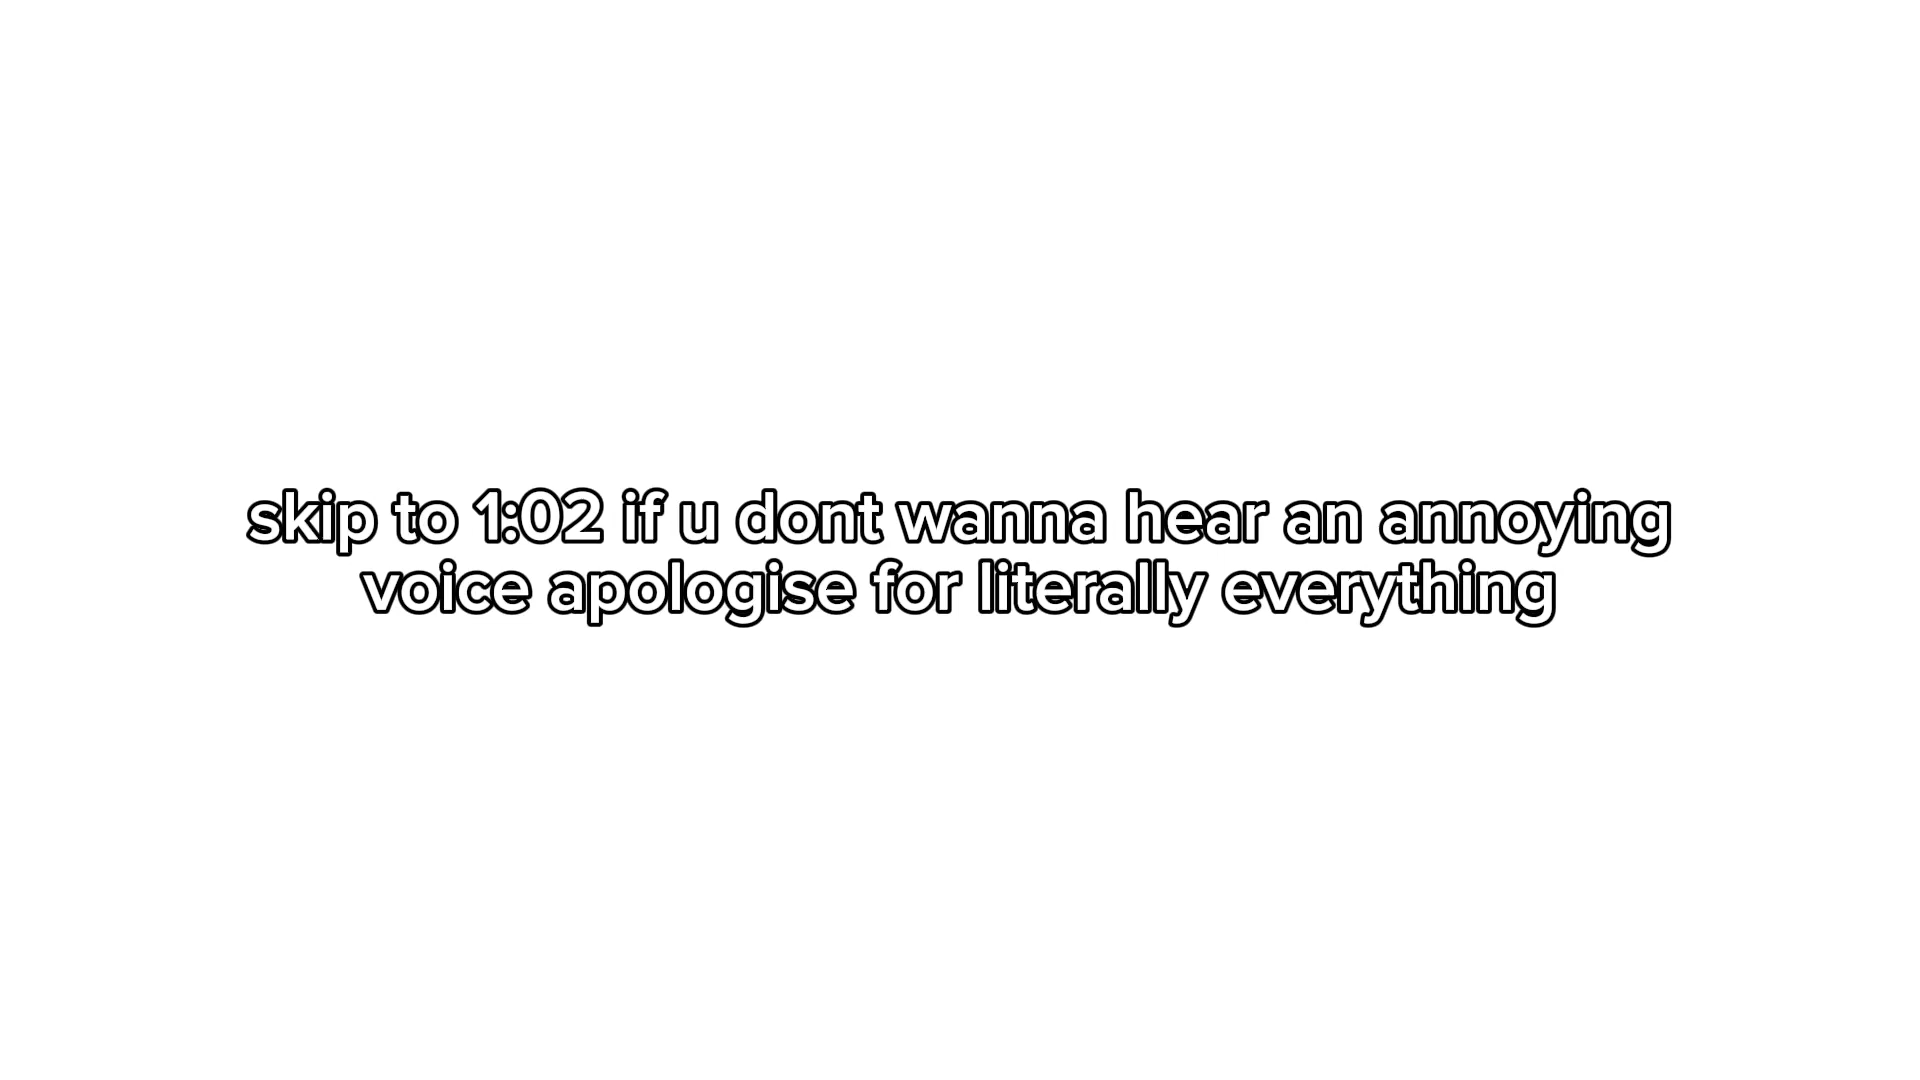 skip to 1:02 if u dont wanna hear an annoying
voice apologise for literally everything